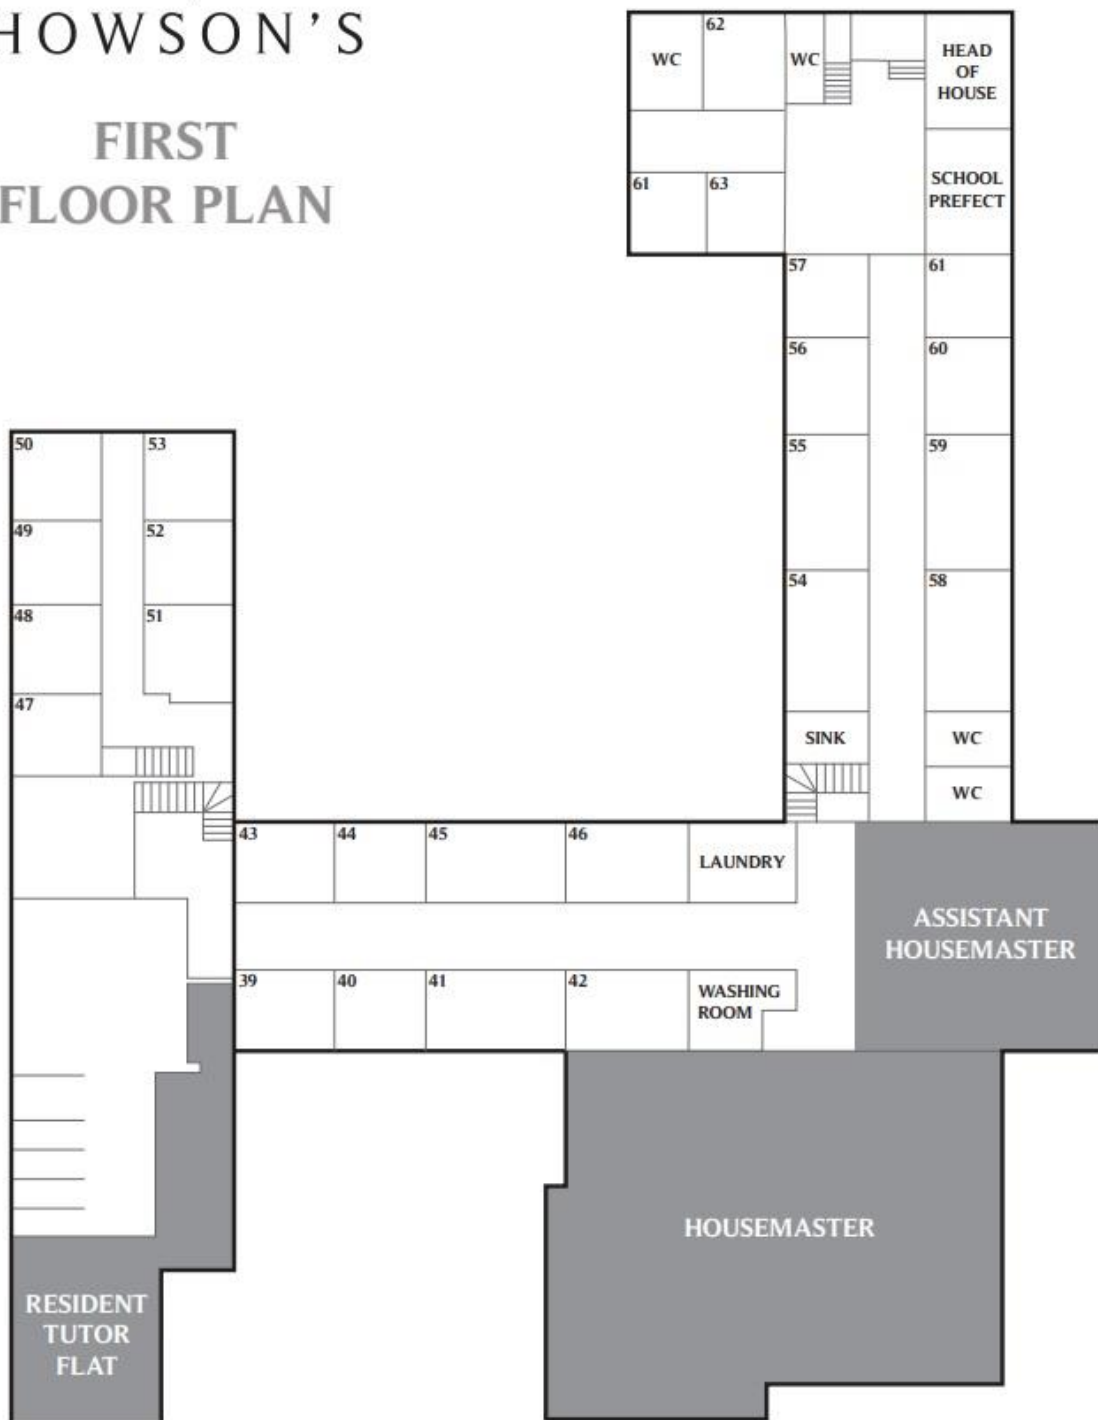 HOWSON'S
FIRST
FLOOR PLAN
WC
62
WC
HEAD
OF
HOUSE
61
63
SCHOOL
PREFECT
57
61
56
60
55
59
54
58
SINK
WC
WC
50
53
49
52
48
51
47
43
44
45
46
LAUNDRY
39
40
41
42
WASHING
ROOM
ASSISTANT
HOUSEMASTER
HOUSEMASTER
RESIDENT
TUTOR
FLAT